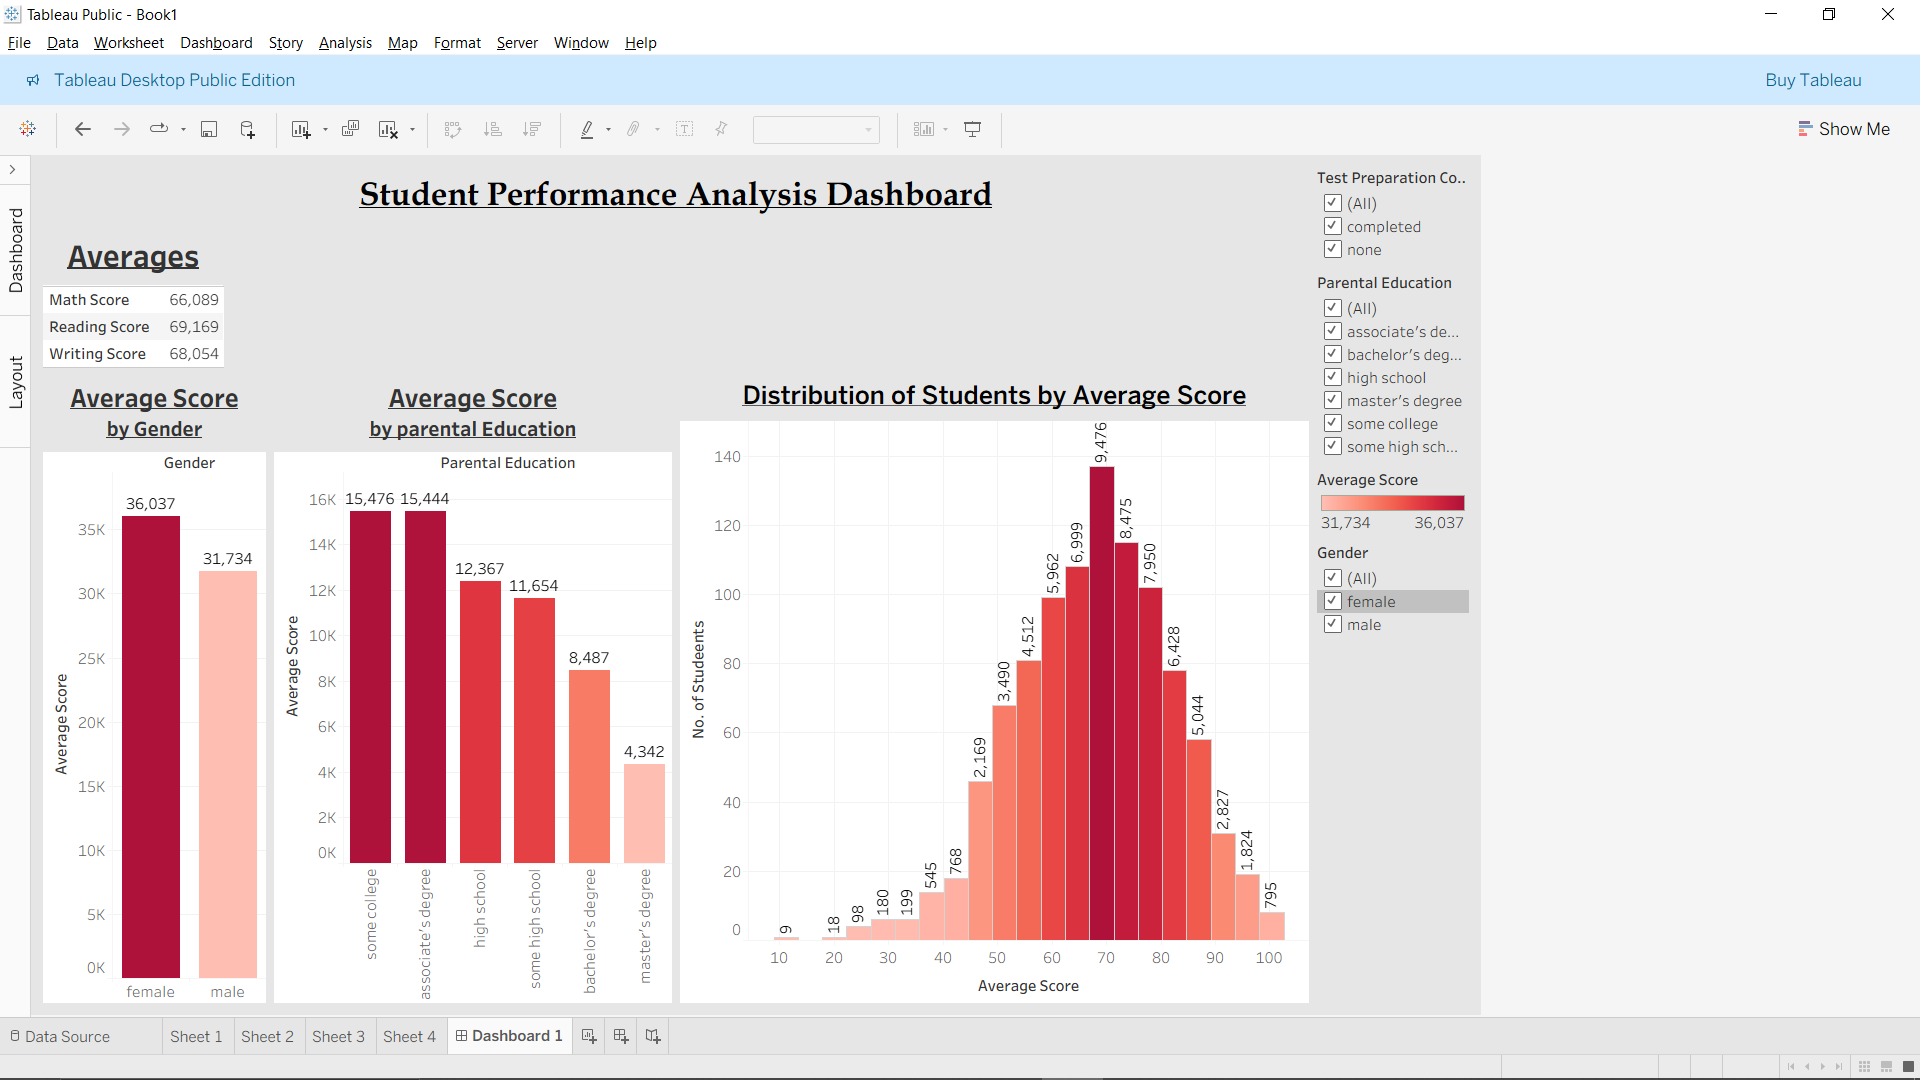 Tableau Public - Book1
File Data Worksheet Dashboard Story Analysis Map Format Server Window Help
Tableau Desktop Public Edition
Buy Tableau
Show Me
Dashboard
Layout
Student Performance Analysis Dashboard
Averages
Math Score 66,089
Reading Score 69,169
Writing Score 68,054
Average Score
by Gender
Gender
Average Score
35K
30K
25K
20K
15K
10K
5K
0K
36,037
31,734
female male
Average Score
by parental Education
Parental Education
Average Score
16K
14K
12K
10K
8K
6K
4K
2K
0K
15,476 15,444
12,367
11,654
8,487
4,342
some college
associate's degree
high school
some high school
bachelor's degree
master's degree
Distribution of Students by Average Score
No. of Studeents
140
120
100
80
60
40
20
0
9
18
98
180
199
545
768
2,169
3,490
4,512
5,962
6,999
9,476
8,475
7,950
6,428
5,044
2,827
1,824
795
10 20 30 40 50 60 70 80 90 100
Average Score
Test Preparation Co..
(All)
completed
none
Parental Education
(All)
associate's de...
bachelor's deg...
high school
master's degree
some college
some high sch...
Average Score
31,734 36,037
Gender
(All)
female
male
Data Source Sheet 1 Sheet 2 Sheet 3 Sheet 4 Dashboard 1